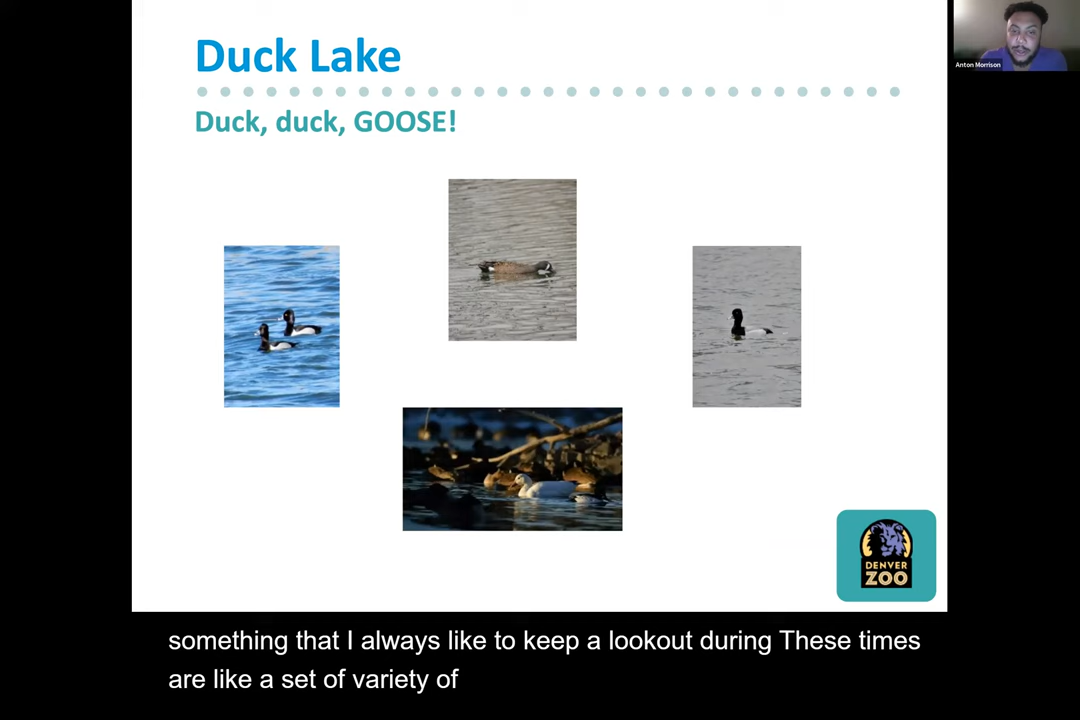 Duck Lake
Duck, duck, GOOSE!
Anton Morrison
DENVER
ZOO
something that I always like to keep a lookout during These times
are like a set of variety of